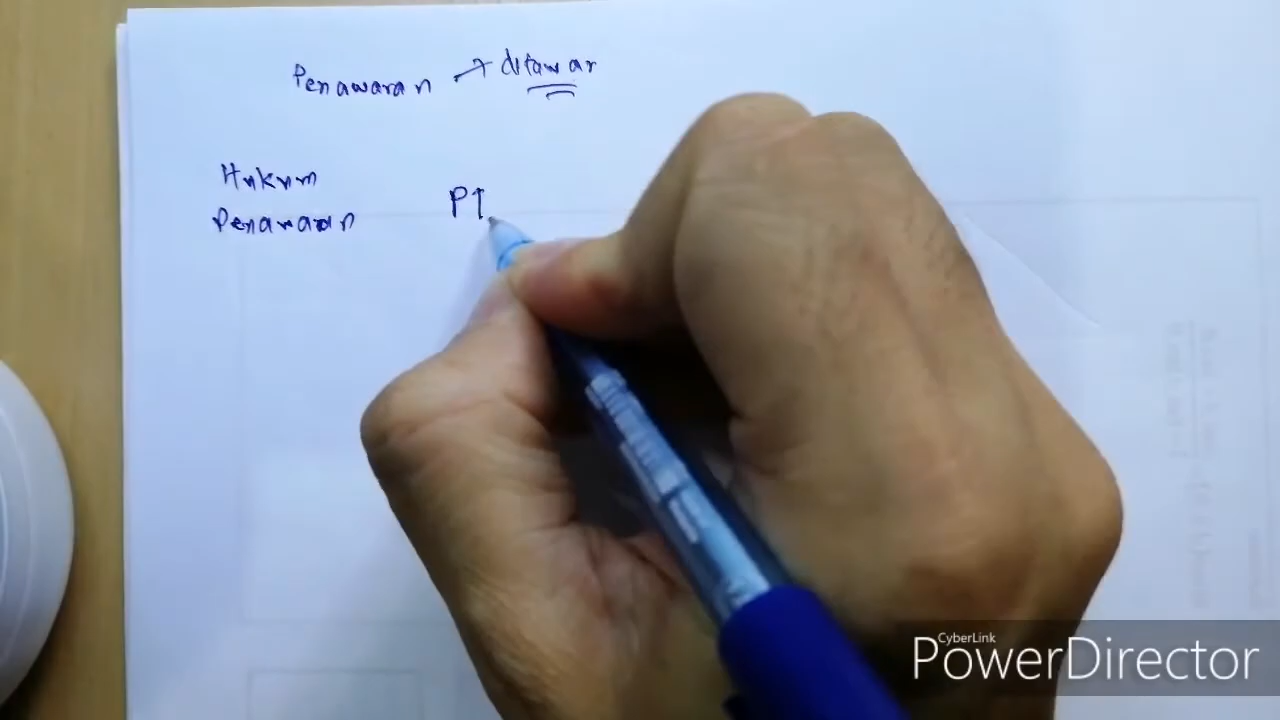 Penawaran → ditawar
Hukum
Penawaran
P↑
CyberLink
PowerDirector